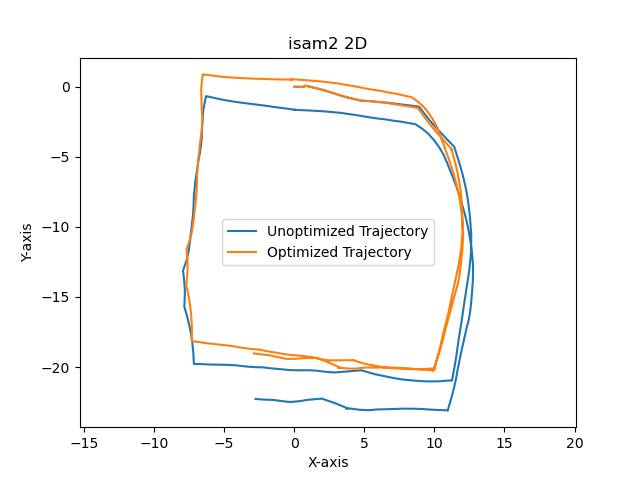 isam2 2D
Y-axis
0
−5
−10
−15
−20
Unoptimized Trajectory
Optimized Trajectory
−15 −10 −5 0 5 10 15 20
X-axis